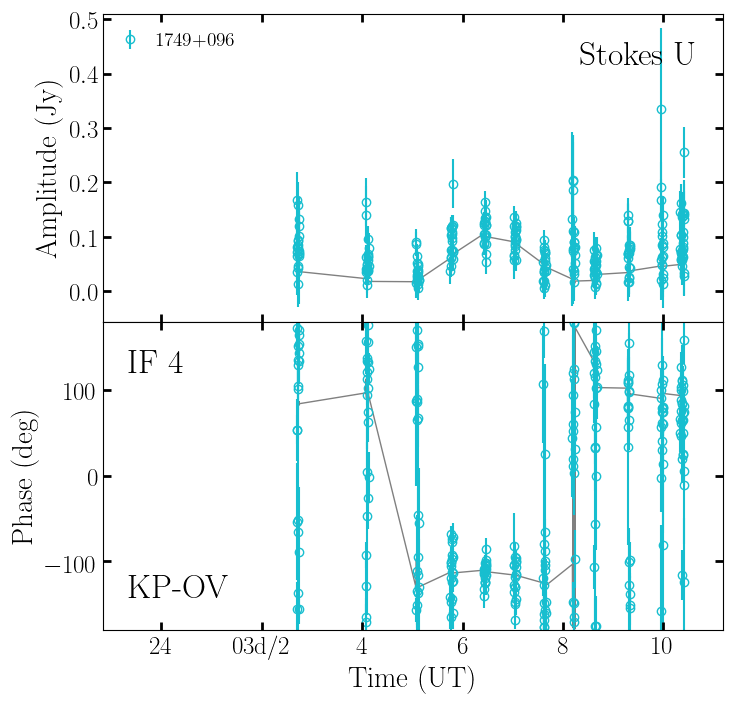 1749+096
Stokes U
Amplitude (Jy)
0.5
0.4
0.3
0.2
0.1
0.0
IF 4
Phase (deg)
100
0
−100
KP-OV
24 03d/2 4 6 8 10
Time (UT)